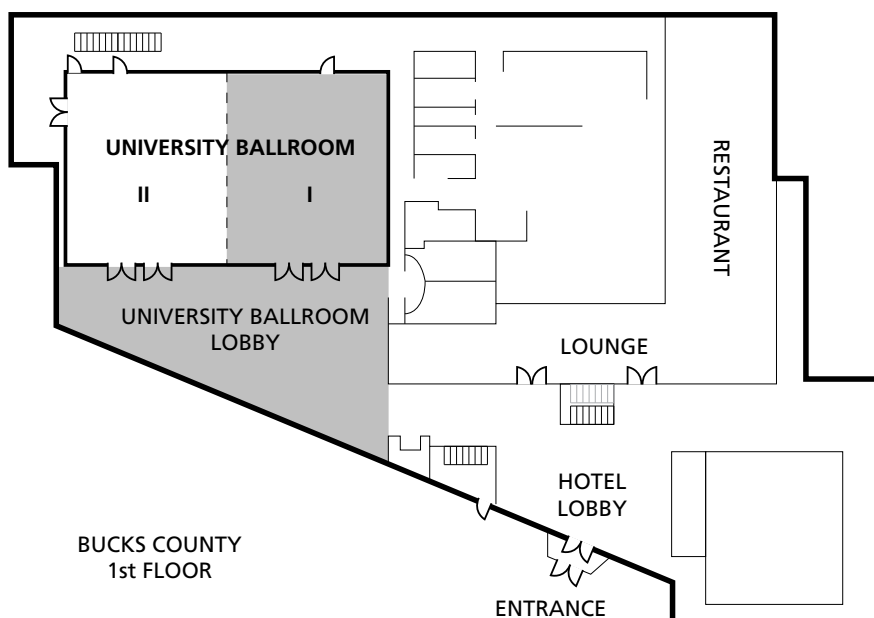 UNIVERSITY BALLROOM
II
I
RESTAURANT
UNIVERSITY BALLROOM
LOBBY
LOUNGE
HOTEL
LOBBY
BUCKS COUNTY
1st FLOOR
ENTRANCE